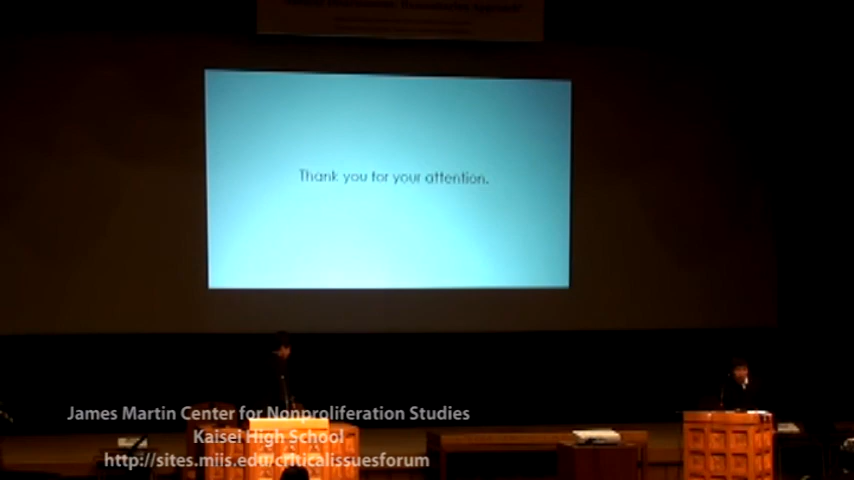 Thank you for your attention.
James Martin Center for Nonproliferation Studies
Kaisei High School
http://sites.miis.edu/criticalissuesforum